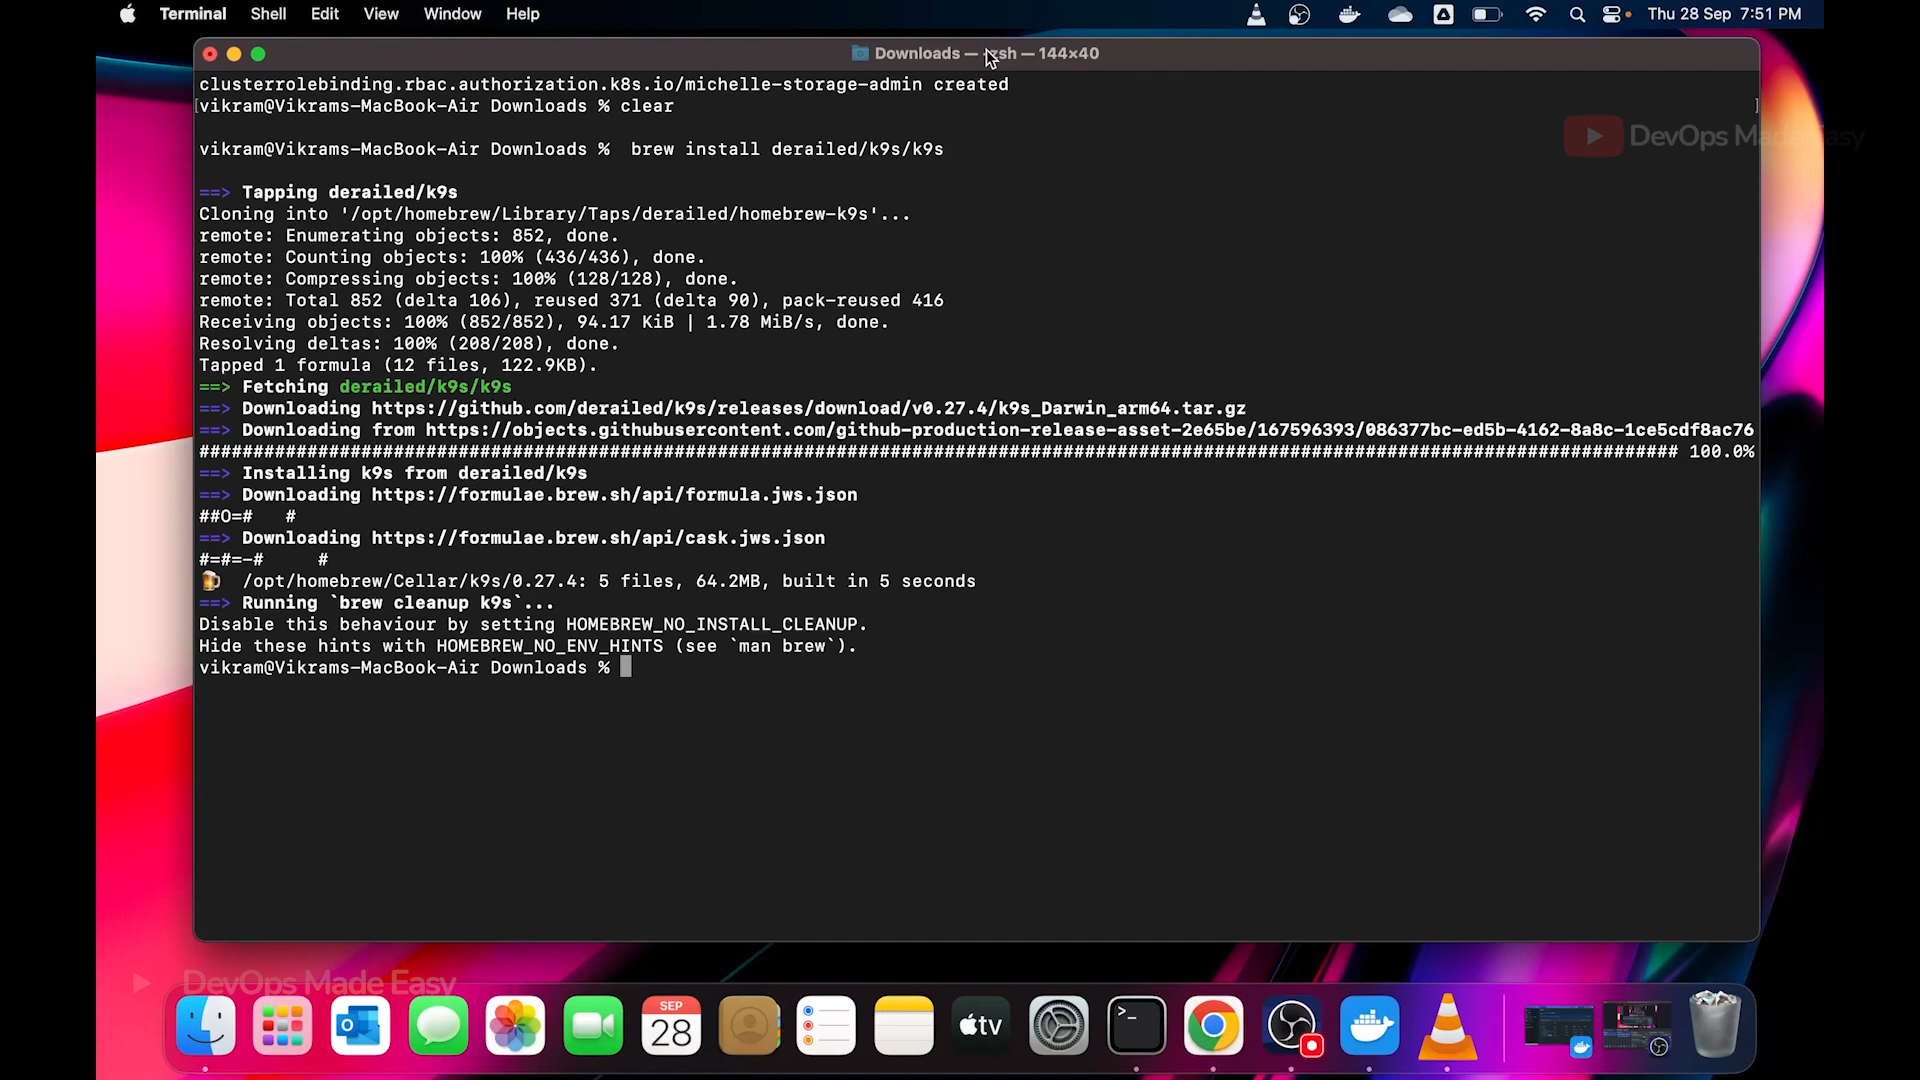 Terminal Shell Edit View Window Help Thu 28 Sep 7:51 PM
Downloads — -zsh — 144×40
clusterrolebinding.rbac.authorization.k8s.io/michelle-storage-admin created
[vikram@Vikrams-MacBook-Air Downloads % clear ]
DevOps Made Easy
vikram@Vikrams-MacBook-Air Downloads %  brew install derailed/k9s/k9s
==> Tapping derailed/k9s
Cloning into '/opt/homebrew/Library/Taps/derailed/homebrew-k9s'...
remote: Enumerating objects: 852, done.
remote: Counting objects: 100% (436/436), done.
remote: Compressing objects: 100% (128/128), done.
remote: Total 852 (delta 106), reused 371 (delta 90), pack-reused 416
Receiving objects: 100% (852/852), 94.17 KiB | 1.78 MiB/s, done.
Resolving deltas: 100% (208/208), done.
Tapped 1 formula (12 files, 122.9KB).
==> Fetching derailed/k9s/k9s
==> Downloading https://github.com/derailed/k9s/releases/download/v0.27.4/k9s_Darwin_arm64.tar.gz
==> Downloading from https://objects.githubusercontent.com/github-production-release-asset-2e65be/167596393/086377bc-ed5b-4162-8a8c-1ce5cdf8ac76
######################################################################################################################################### 100.0%
==> Installing k9s from derailed/k9s
==> Downloading https://formulae.brew.sh/api/formula.jws.json
##O=#   #
==> Downloading https://formulae.brew.sh/api/cask.jws.json
#=#=-#     #
🍺  /opt/homebrew/Cellar/k9s/0.27.4: 5 files, 64.2MB, built in 5 seconds
==> Running `brew cleanup k9s`...
Disable this behaviour by setting HOMEBREW_NO_INSTALL_CLEANUP.
Hide these hints with HOMEBREW_NO_ENV_HINTS (see `man brew`).
vikram@Vikrams-MacBook-Air Downloads %
DevOps Made Easy
SEP
28
tv
>_